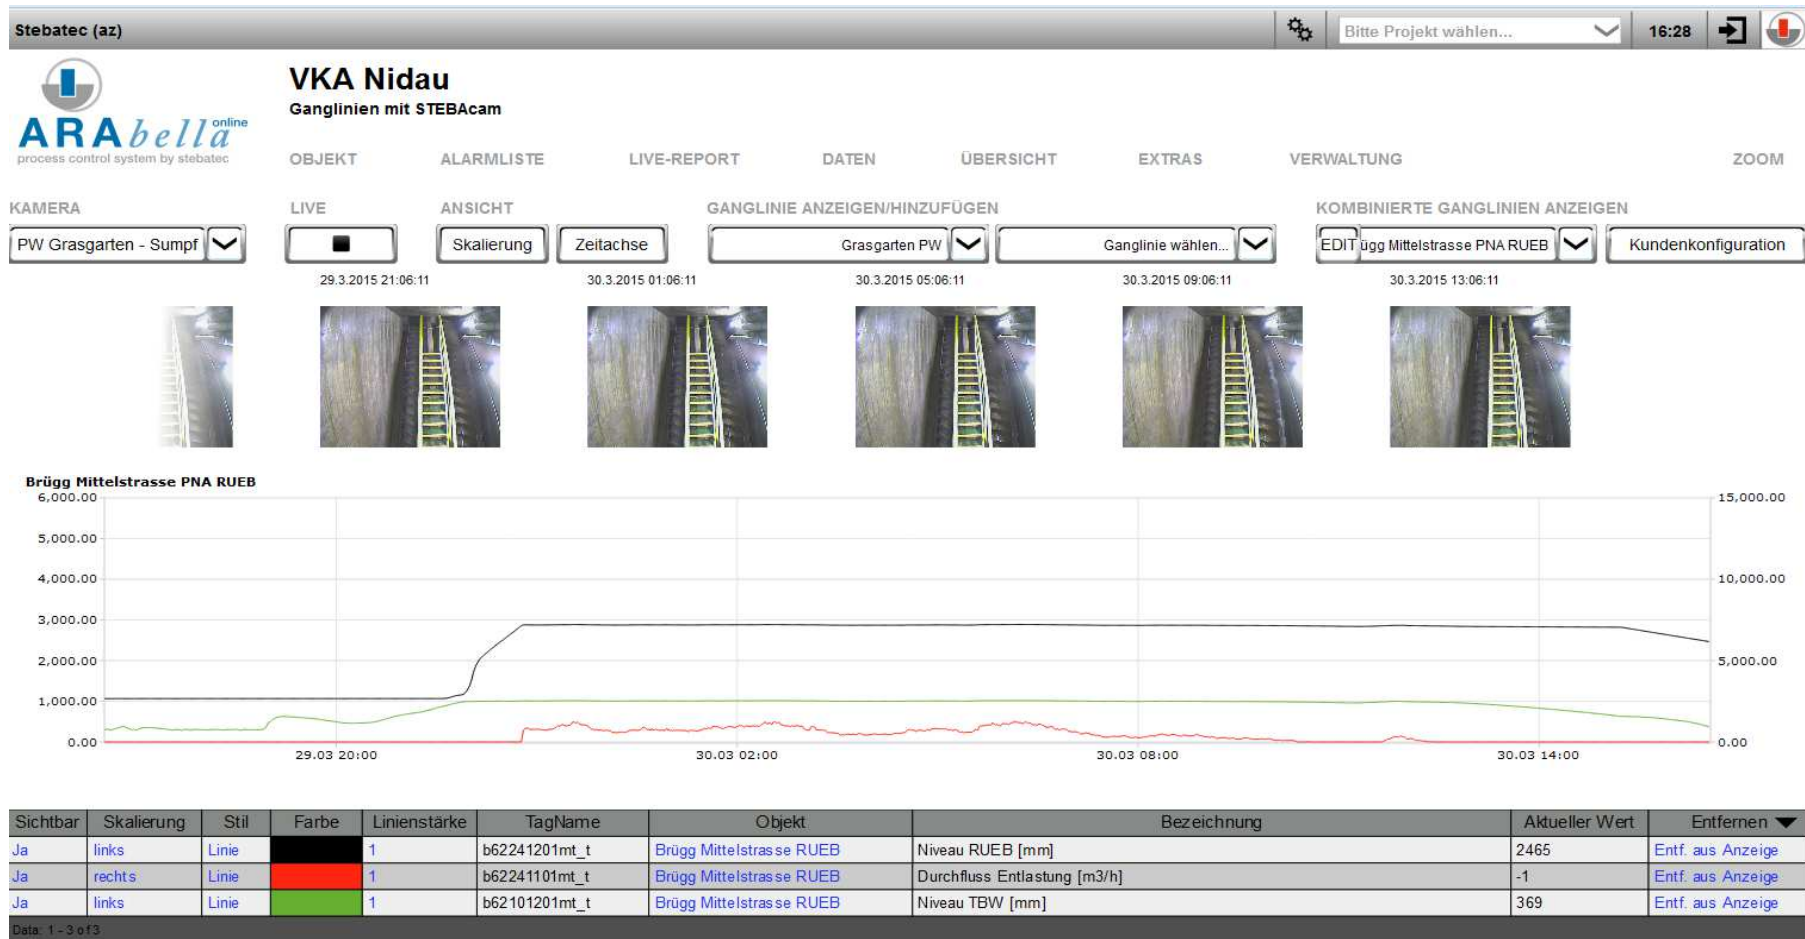 Stebatec (az)
Bitte Projekt wählen...
16:28
ARAbella online
process control system by stebatec
VKA Nidau
Ganglinien mit STEBAcam
OBJEKT ALARMLISTE LIVE-REPORT DATEN ÜBERSICHT EXTRAS VERWALTUNG ZOOM
KAMERA LIVE ANSICHT GANGLINIE ANZEIGEN/HINZUFÜGEN KOMBINIERTE GANGLINIEN ANZEIGEN
PW Grasgarten - Sumpf Skalierung Zeitachse Grasgarten PW Ganglinie wählen... EDIT ügg Mittelstrasse PNA RUEB Kundenkonfiguration
29.3.2015 21:06:11 30.3.2015 01:06:11 30.3.2015 05:06:11 30.3.2015 09:06:11 30.3.2015 13:06:11
Brügg Mittelstrasse PNA RUEB
6,000.00 15,000.00
5,000.00
4,000.00 10,000.00
3,000.00
2,000.00 5,000.00
1,000.00
0.00 0.00
29.03 20:00 30.03 02:00 30.03 08:00 30.03 14:00
Sichtbar Skalierung Stil Farbe Linienstärke TagName Objekt Bezeichnung Aktueller Wert Entfernen
Ja links Linie 1 b62241201mt_t Brügg Mittelstrasse RUEB Niveau RUEB [mm] 2465 Entf. aus Anzeige
Ja rechts Linie 1 b62241101mt_t Brügg Mittelstrasse RUEB Durchfluss Entlastung [m3/h] -1 Entf. aus Anzeige
Ja links Linie 1 b62101201mt_t Brügg Mittelstrasse RUEB Niveau TBW [mm] 369 Entf. aus Anzeige
Data: 1 - 3 of 3